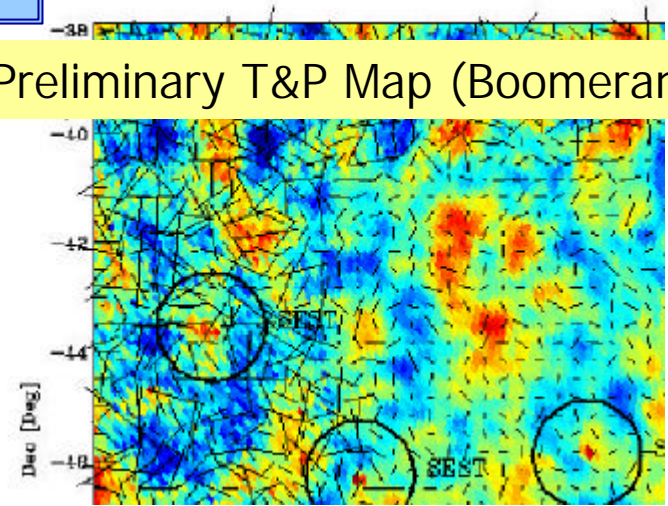 -38
Preliminary T&P Map (Boomeran
-40
-42
SEST
-44
Dec [Deg]
-46
SEST
S